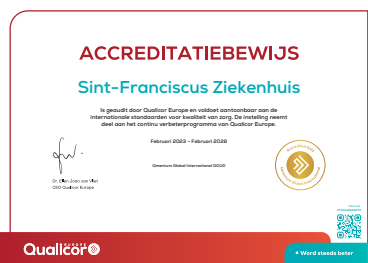 ACCREDITATIEBEWIJS
Sint-Franciscus Ziekenhuis
Is geaudit door Qualicor Europe en voldoet aantoonbaar aan de
internationale standaarden voor kwaliteit van zorg. De instelling neemt
deel aan het continu verbeterprogramma van Qualicor Europe.
Februari 2023 - Februari 2028
Qmentum Global International GOUD
CEO Qualicor Europe
Qualicor
EUROPE
Word steeds beter